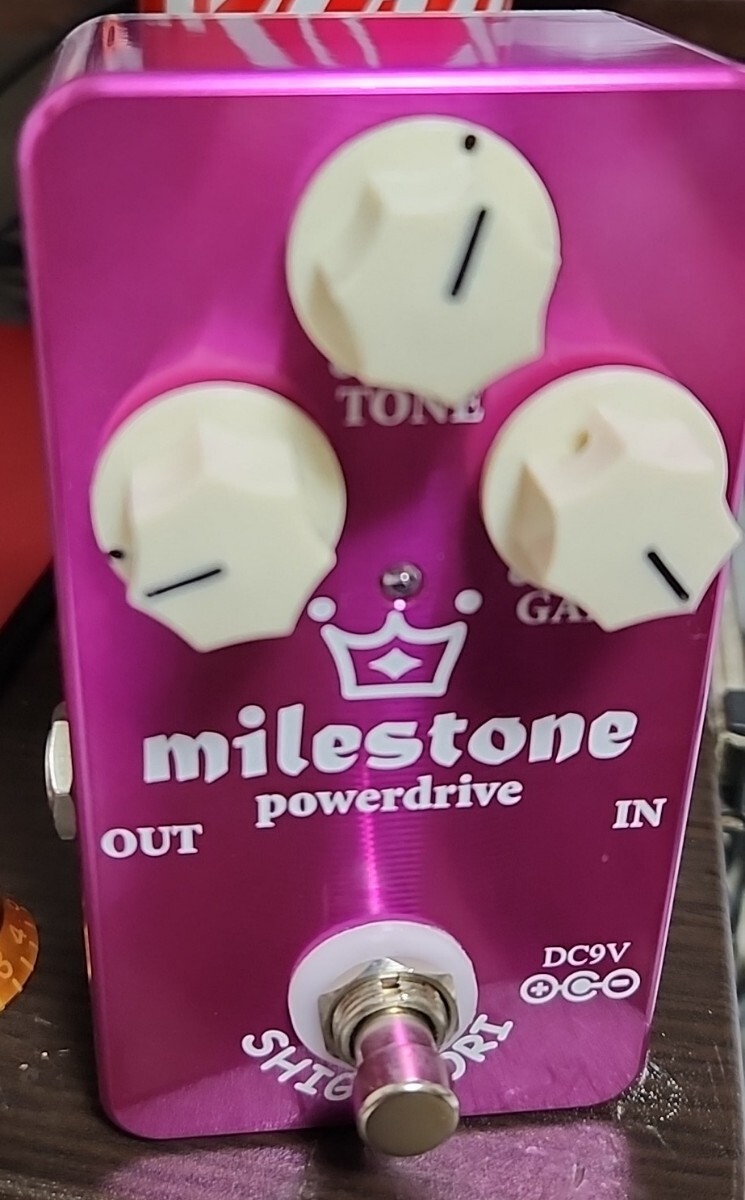 TONE
milestone
powerdrive
OUT
IN
DC9V